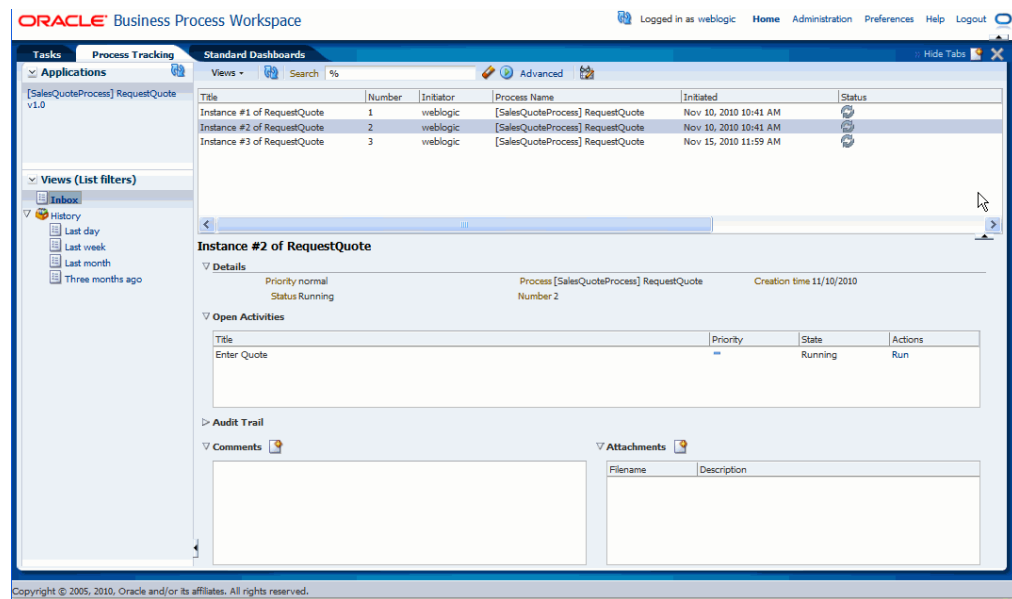 ORACLE Business Process Workspace
Logged in as weblogic Home Administration Preferences Help Logout
Tasks Process Tracking Standard Dashboards Hide Tabs
Applications
[SalesQuoteProcess] RequestQuote
v1.0
Views Search % Advanced
Title Number Initiator Process Name Initiated Status
Instance #1 of RequestQuote 1 weblogic [SalesQuoteProcess] RequestQuote Nov 10, 2010 10:41 AM
Instance #2 of RequestQuote 2 weblogic [SalesQuoteProcess] RequestQuote Nov 10, 2010 10:41 AM
Instance #3 of RequestQuote 3 weblogic [SalesQuoteProcess] RequestQuote Nov 15, 2010 11:59 AM
Views (List filters)
Inbox
History
Last day
Last week
Last month
Three months ago
Instance #2 of RequestQuote
Details
Priority normal Process [SalesQuoteProcess] RequestQuote Creation time 11/10/2010
Status Running Number 2
Open Activities
Title Priority State Actions
Enter Quote Running Run
Audit Trail
Comments Attachments
Filename Description
Copyright © 2005, 2010, Oracle and/or its affiliates. All rights reserved.